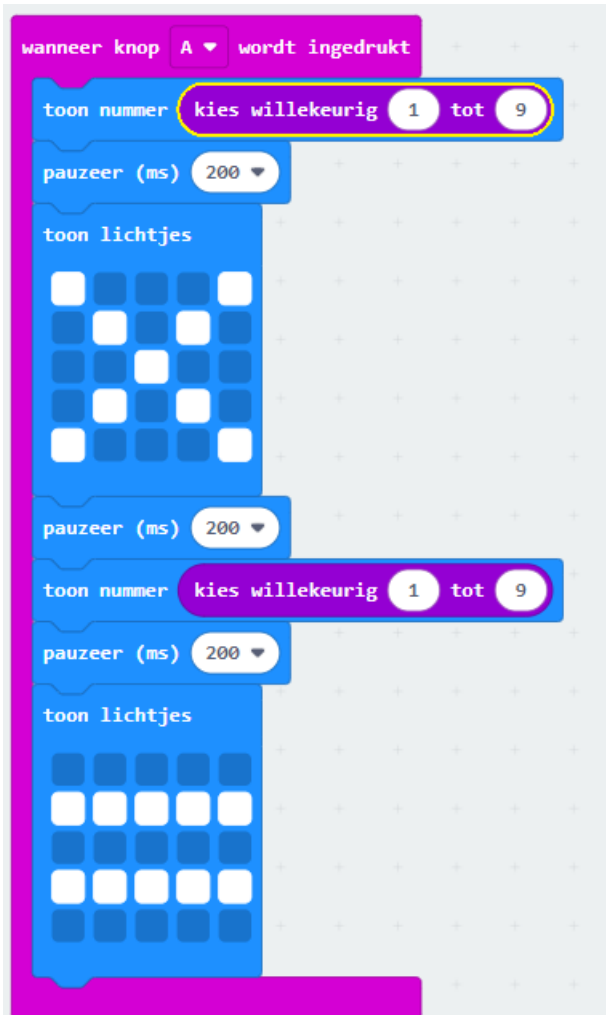 wanneer knop A wordt ingedrukt
toon nummer kies willekeurig 1 tot 9
pauzeer (ms) 200
toon lichtjes
pauzeer (ms) 200
toon nummer kies willekeurig 1 tot 9
pauzeer (ms) 200
toon lichtjes